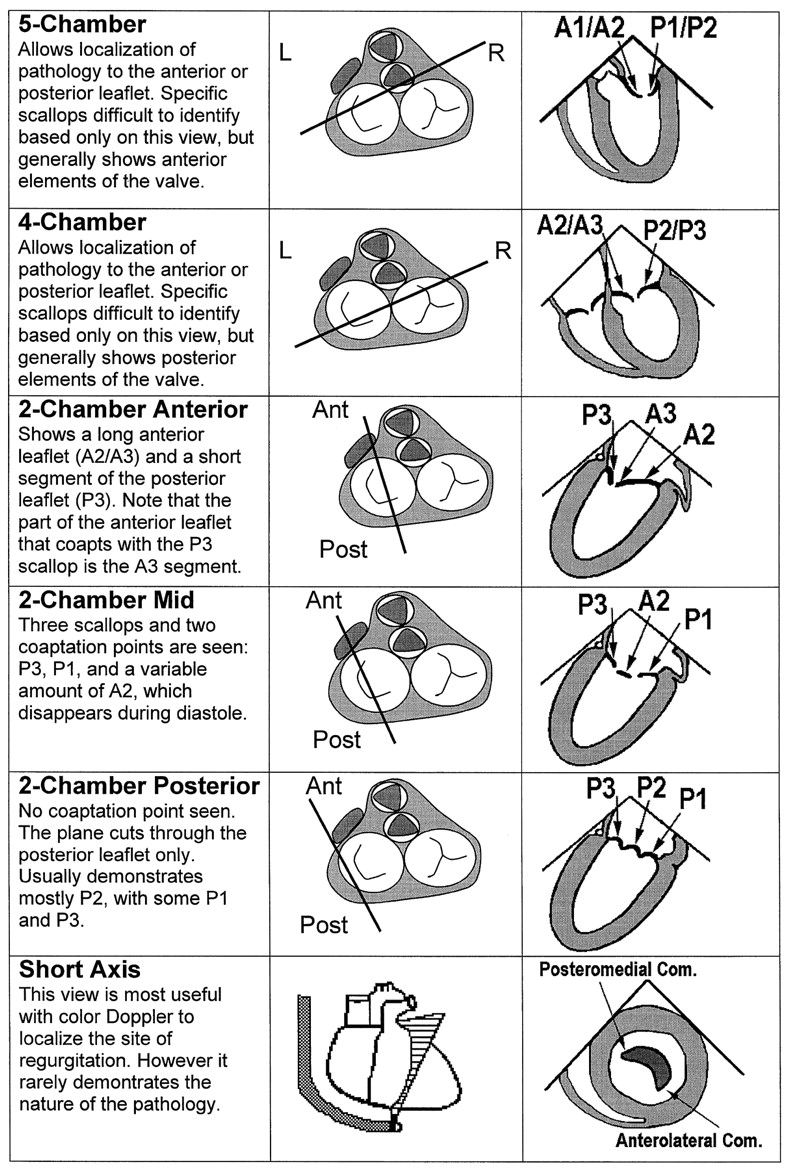 5-Chamber
Allows localization of
pathology to the anterior or
posterior leaflet. Specific
scallops difficult to identify
based only on this view, but
generally shows anterior
elements of the valve.
L
R
A1/A2 P1/P2
4-Chamber
Allows localization of
pathology to the anterior or
posterior leaflet. Specific
scallops difficult to identify
based only on this view, but
generally shows posterior
elements of the valve.
L
R
A2/A3 P2/P3
2-Chamber Anterior
Shows a long anterior
leaflet (A2/A3) and a short
segment of the posterior
leaflet (P3). Note that the
part of the anterior leaflet
that coapts with the P3
scallop is the A3 segment.
Ant
Post
P3 A3 A2
2-Chamber Mid
Three scallops and two
coaptation points are seen:
P3, P1, and a variable
amount of A2, which
disappears during diastole.
Ant
Post
P3 A2 P1
2-Chamber Posterior
No coaptation point seen.
The plane cuts through the
posterior leaflet only.
Usually demonstrates
mostly P2, with some P1
and P3.
Ant
Post
P3 P2 P1
Short Axis
This view is most useful
with color Doppler to
localize the site of
regurgitation. However it
rarely demontrates the
nature of the pathology.
Posteromedial Com.
Anterolateral Com.